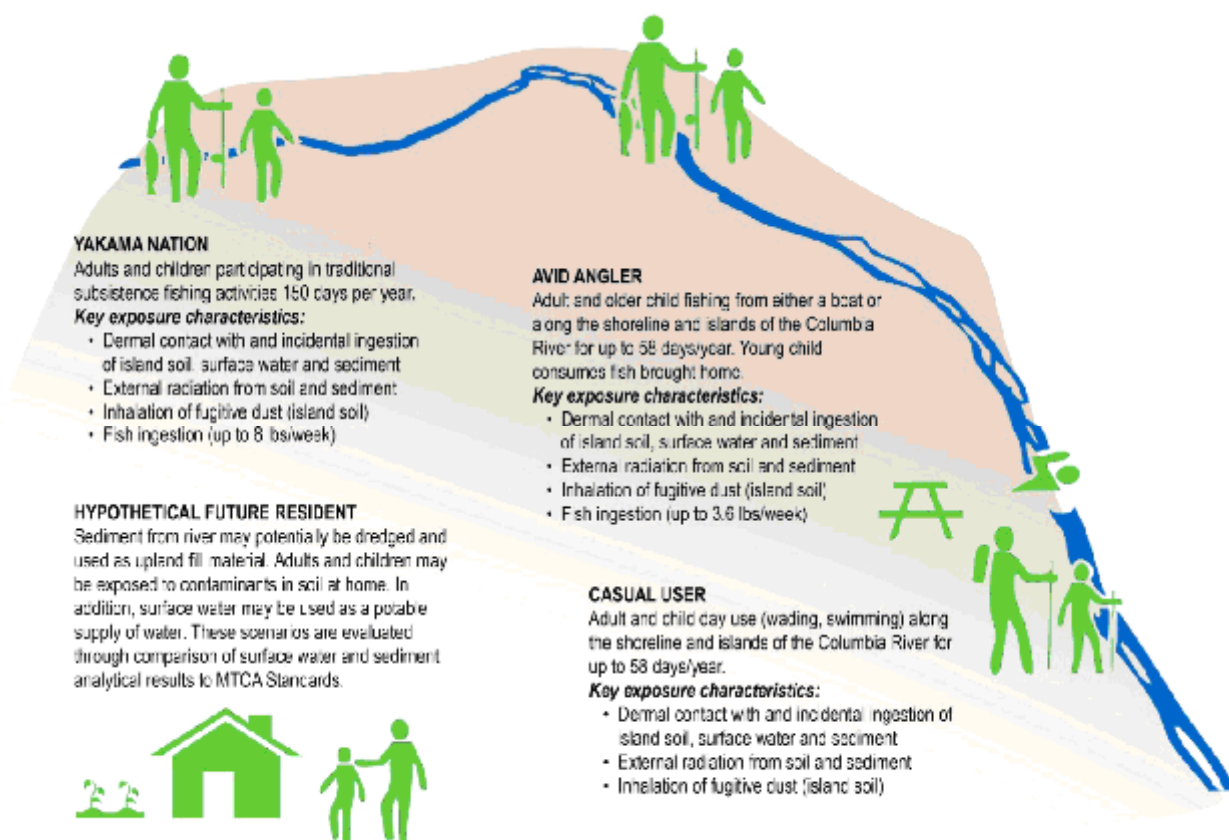 YAKAMA NATION
Adults and children participating in traditional
subsistence fishing activities 150 days per year.
Key exposure characteristics:
• Dermal contact with and incidental ingestion
of island soil, surface water and sediment
• External radiation from soil and sediment
• Inhalation of fugitive dust (island soil)
• Fish ingestion (up to 8 lbs/week)
HYPOTHETICAL FUTURE RESIDENT
Sediment from river may potentially be dredged and
used as upland fill material. Adults and children may
be exposed to contaminants in soil at home. In
addition, surface water may be used as a potable
supply of water. These scenarios are evaluated
through comparison of surface water and sediment
analytical results to MTCA Standards.
AVID ANGLER
Adult and older child fishing from either a boat or
along the shoreline and islands of the Columbia
River for up to 58 days/year. Young child
consumes fish brought home.
Key exposure characteristics:
• Dermal contact with and incidental ingestion
of island soil, surface water and sediment
• External radiation from soil and sediment
• Inhalation of fugitive dust (island soil)
• Fish ingestion (up to 3.6 lbs/week)
CASUAL USER
Adult and child day use (wading, swimming) along
the shoreline and islands of the Columbia River for
up to 58 days/year.
Key exposure characteristics:
• Dermal contact with and incidental ingestion of
island soil, surface water and sediment
• External radiation from soil and sediment
• Inhalation of fugitive dust (island soil)